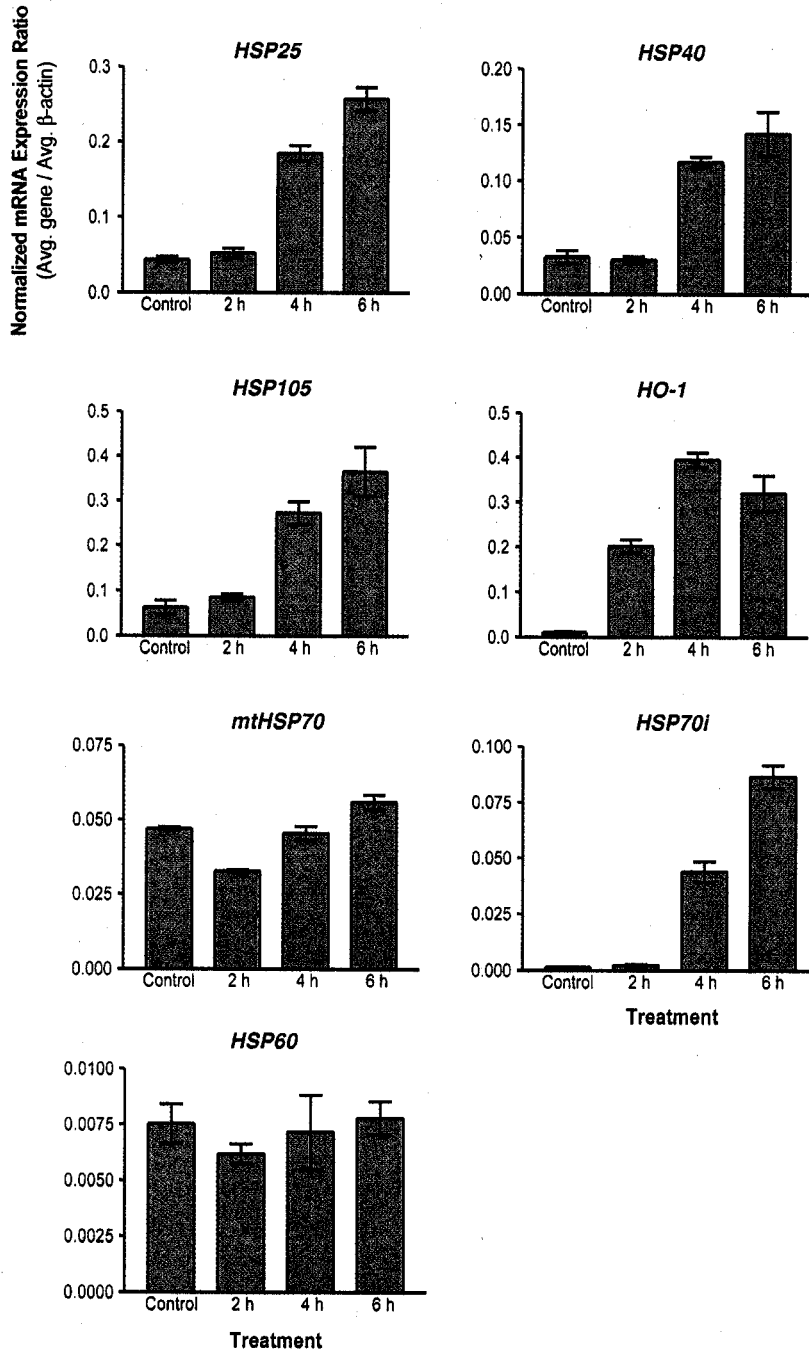 Normalized mRNA Expression Ratio
(Avg. gene / Avg. β-actin)
HSP25
0.3
0.2
0.1
0.0
Control 2 h 4 h 6 h
HSP40
0.20
0.15
0.10
0.05
0.00
Control 2 h 4 h 6 h
HSP105
0.5
0.4
0.3
0.2
0.1
0.0
Control 2 h 4 h 6 h
HO-1
0.5
0.4
0.3
0.2
0.1
0.0
Control 2 h 4 h 6 h
mtHSP70
0.075
0.050
0.025
0.000
Control 2 h 4 h 6 h
HSP70i
0.100
0.075
0.050
0.025
0.000
Control 2 h 4 h 6 h
Treatment
HSP60
0.0100
0.0075
0.0050
0.0025
0.0000
Control 2 h 4 h 6 h
Treatment